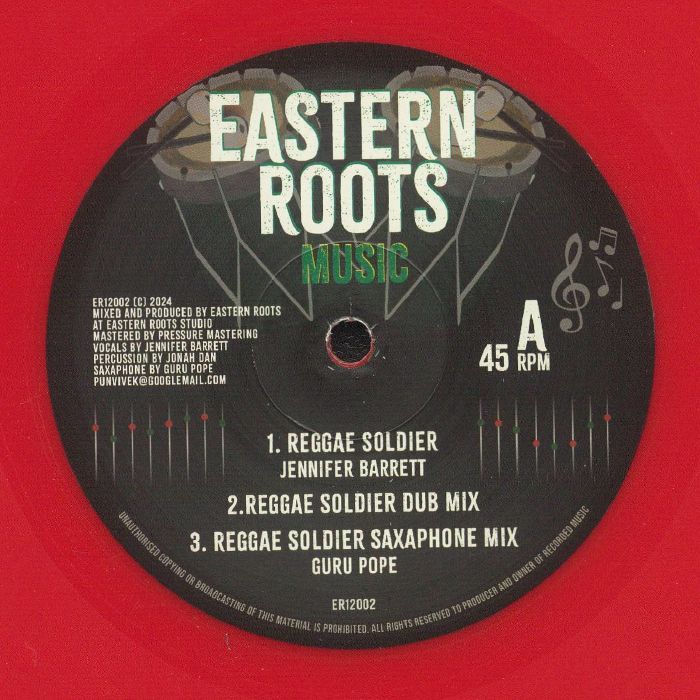 EASTERN
ROOTS
MUSIC
ER12002 (C) 2024
MIXED AND PRODUCED BY EASTERN ROOTS
AT EASTERN ROOTS STUDIO
MASTERED BY PRESSURE MASTERING
VOCALS BY JENNIFER BARRETT
PERCUSSION BY JONAH DAN
SAXAPHONE BY GURU POPE
PUNVIVEK@GOOGLEMAIL.COM
A
45 RPM
1. REGGAE SOLDIER
JENNIFER BARRETT
2.REGGAE SOLDIER DUB MIX
3. REGGAE SOLDIER SAXAPHONE MIX
GURU POPE
ER12002
UNAUTHORISED COPYING OR BROADCASTING OF THIS MATERIAL IS PROHIBITED. ALL RIGHTS RESERVED TO PRODUCER AND OWNER OF RECORDED MUSIC